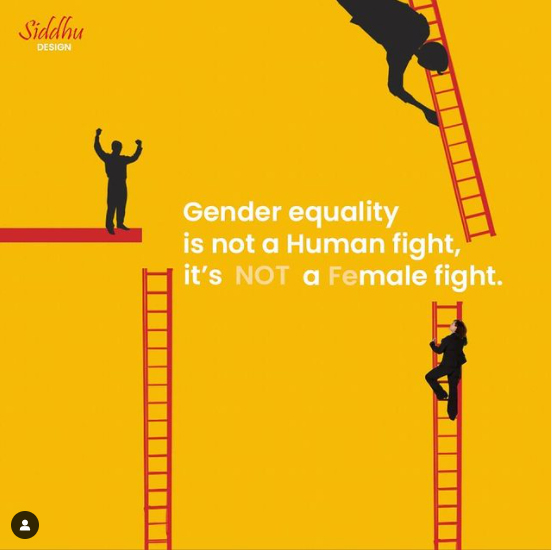 Siddhu
DESIGN
Gender equality
is not a Human fight,
it's NOT a Female fight.